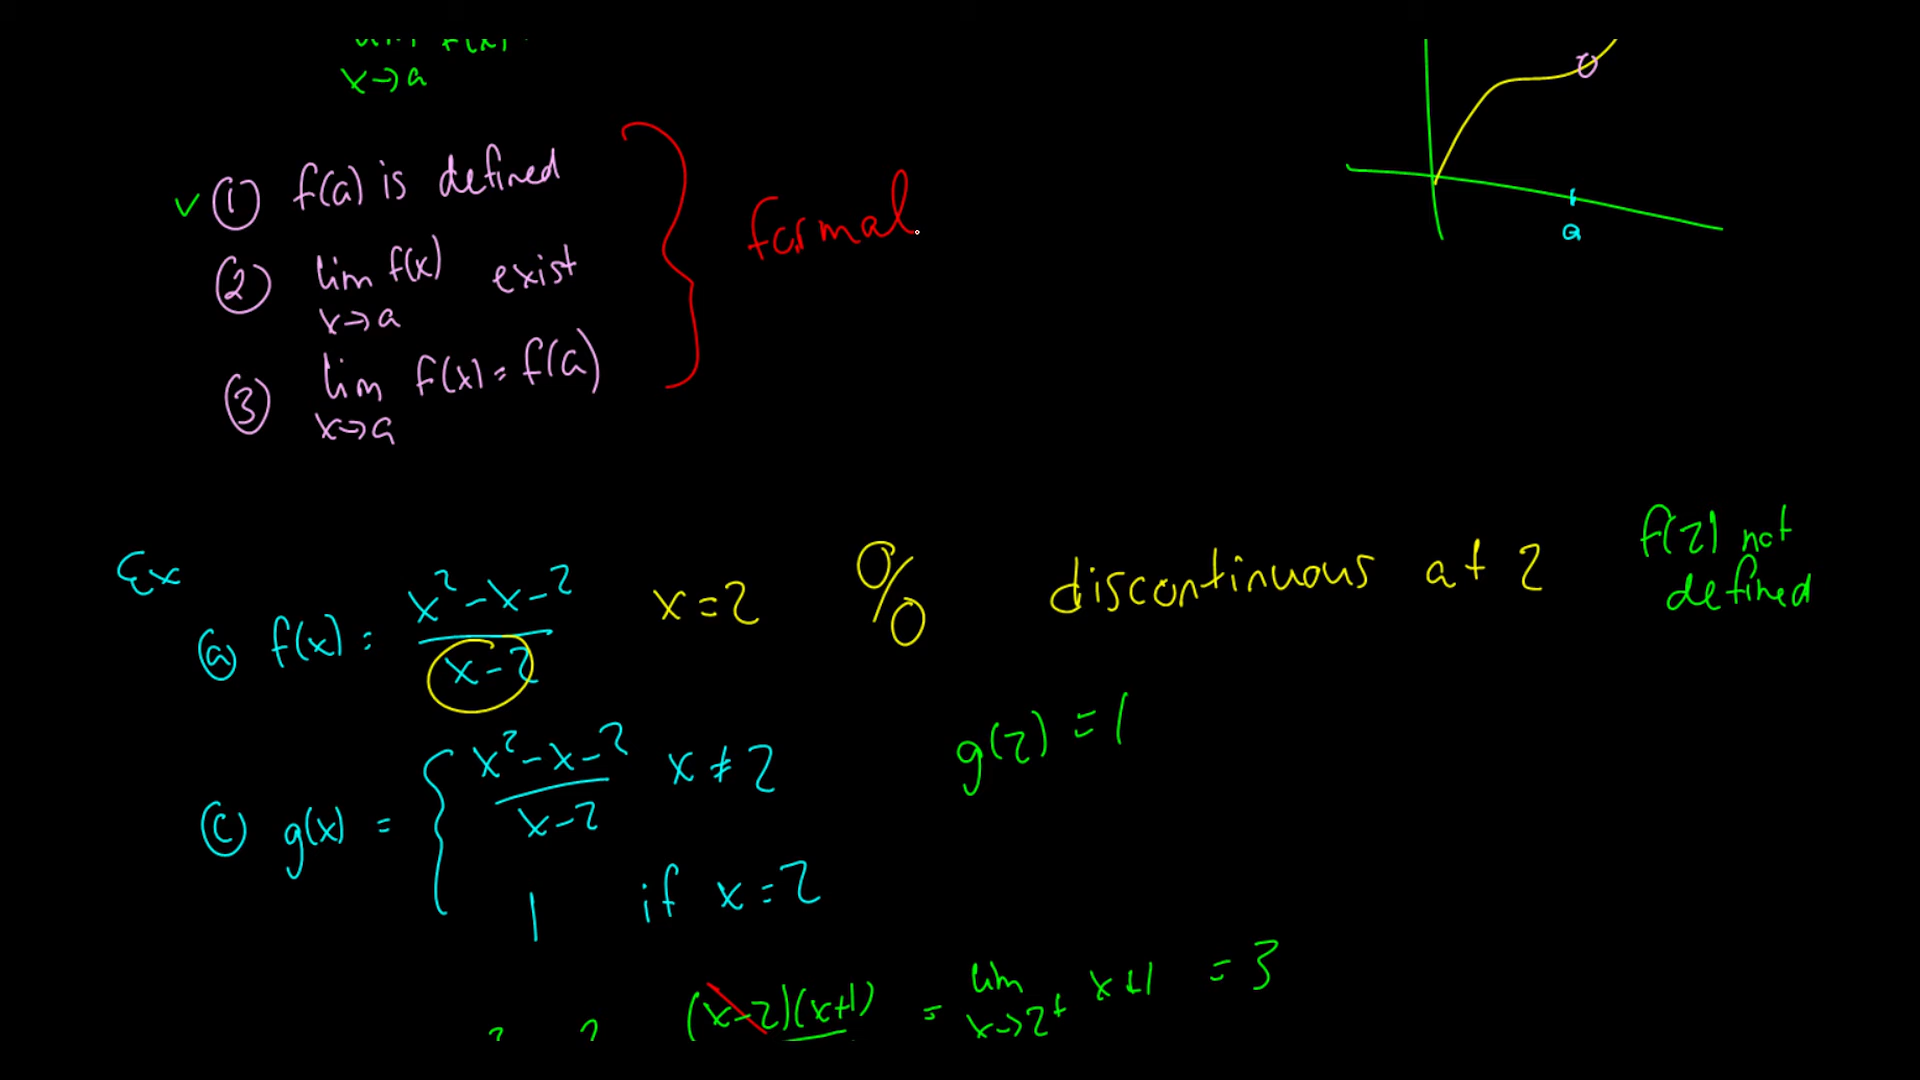 lim f(x)
x→a
a
✓ ① f(a) is defined
② lim f(x) exist
x→a
③ lim f(x) = f(a)
x→a
formal
Ex
ⓐ f(x) = x²-x-2 / x-2 x=2 0/0 discontinuous at 2 f(2) not
defined
ⓒ g(x) = { x²-x-2 / x-2 x≠2 g(2) = 1
1 if x=2
(x-2)(x+1) = lim x+1 = 3
x→2⁺